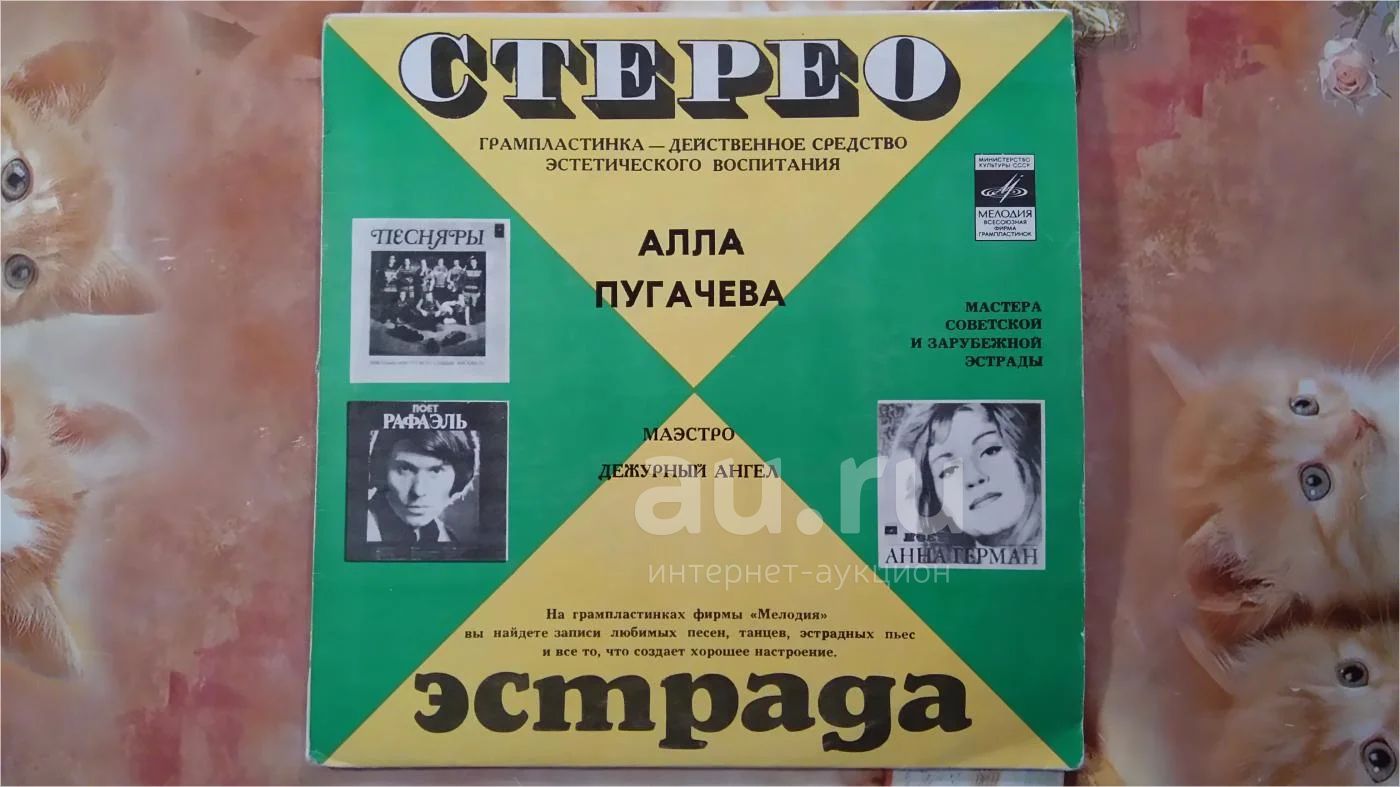 СТЕРЕО
ГРАМПЛАСТИНКА — ДЕЙСТВЕННОЕ СРЕДСТВО
ЭСТЕТИЧЕСКОГО ВОСПИТАНИЯ
МИНИСТЕРСТВО
КУЛЬТУРЫ СССР
МЕЛОДИЯ
ВСЕСОЮЗНАЯ
ФИРМА
ГРАМПЛАСТИНОК
ПЕСНЯРЫ
АЛЛА
ПУГАЧЕВА
МАСТЕРА
СОВЕТСКОЙ
И ЗАРУБЕЖНОЙ
ЭСТРАДЫ
ПОЕТ
РАФАЭЛЬ
МАЭСТРО
ДЕЖУРНЫЙ АНГЕЛ
au.ru
интернет-аукцион
АННА ГЕРМАН
На грампластинках фирмы «Мелодия»
вы найдете записи любимых песен, танцев, эстрадных пьес
и все то, что создает хорошее настроение.
эстрада